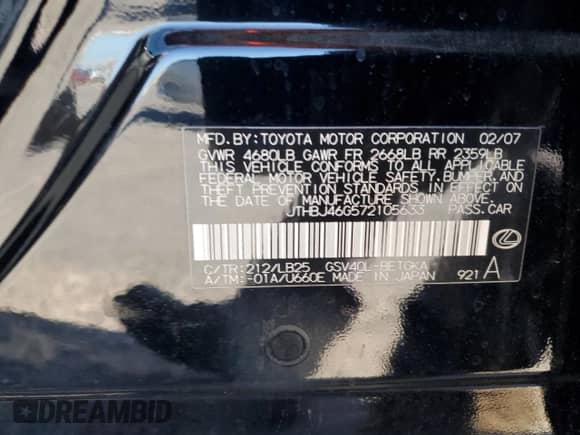 MFD.BY:TOYOTA MOTOR CORPORATION 02/07
GVWR 4680LB GAWR FR 2668LB RR 2359LB
THIS VEHICLE CONFORMS TO ALL APPLICABLE
FEDERAL MOTOR VEHICLE SAFETY,BUMPER,AND
THEFT PREVENTION STANDARDS IN EFFECT ON
THE DATE OF MANUFACTURE SHOWN ABOVE.
JTHBJ46G572105633 PASS.CAR
C/TR:212/LB25 GSV40L-BETGKA
A/TM:-01A/U660E MADE IN JAPAN 921 A
DREAMBID